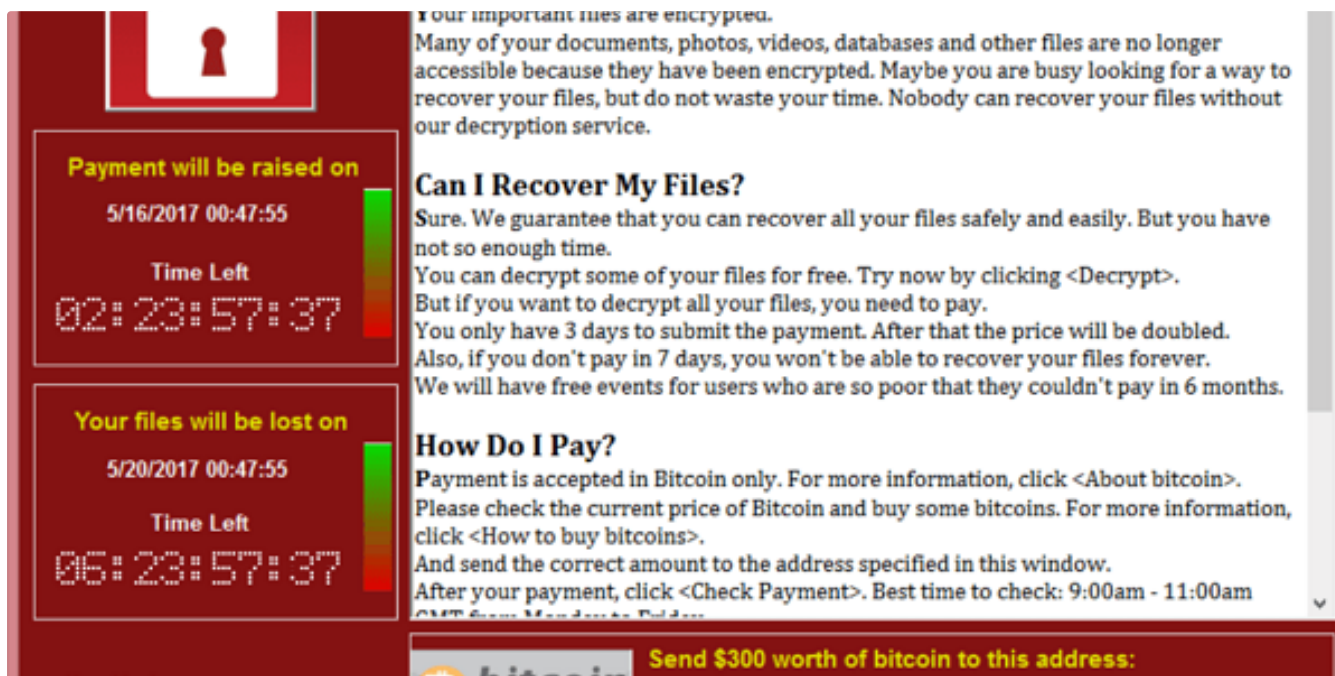 Your important files are encrypted.
Many of your documents, photos, videos, databases and other files are no longer
accessible because they have been encrypted. Maybe you are busy looking for a way to
recover your files, but do not waste your time. Nobody can recover your files without
our decryption service.
Payment will be raised on
5/16/2017 00:47:55
Time Left
02:23:57:37
Can I Recover My Files?
Sure. We guarantee that you can recover all your files safely and easily. But you have
not so enough time.
You can decrypt some of your files for free. Try now by clicking <Decrypt>.
But if you want to decrypt all your files, you need to pay.
You only have 3 days to submit the payment. After that the price will be doubled.
Also, if you don't pay in 7 days, you won't be able to recover your files forever.
We will have free events for users who are so poor that they couldn't pay in 6 months.
Your files will be lost on
5/20/2017 00:47:55
Time Left
06:23:57:37
How Do I Pay?
Payment is accepted in Bitcoin only. For more information, click <About bitcoin>.
Please check the current price of Bitcoin and buy some bitcoins. For more information,
click <How to buy bitcoins>.
And send the correct amount to the address specified in this window.
After your payment, click <Check Payment>. Best time to check: 9:00am - 11:00am
GMT from Monday to Friday.
bitcoin
Send $300 worth of bitcoin to this address: